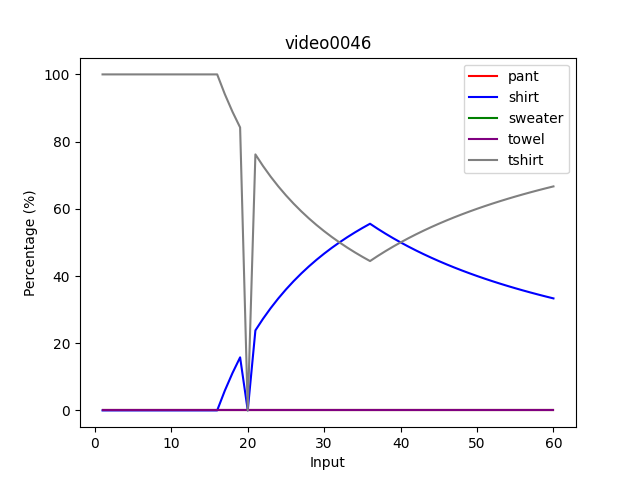 video0046
100
80
60
40
20
0
Percentage (%)
pant
shirt
sweater
towel
tshirt
0 10 20 30 40 50 60
Input